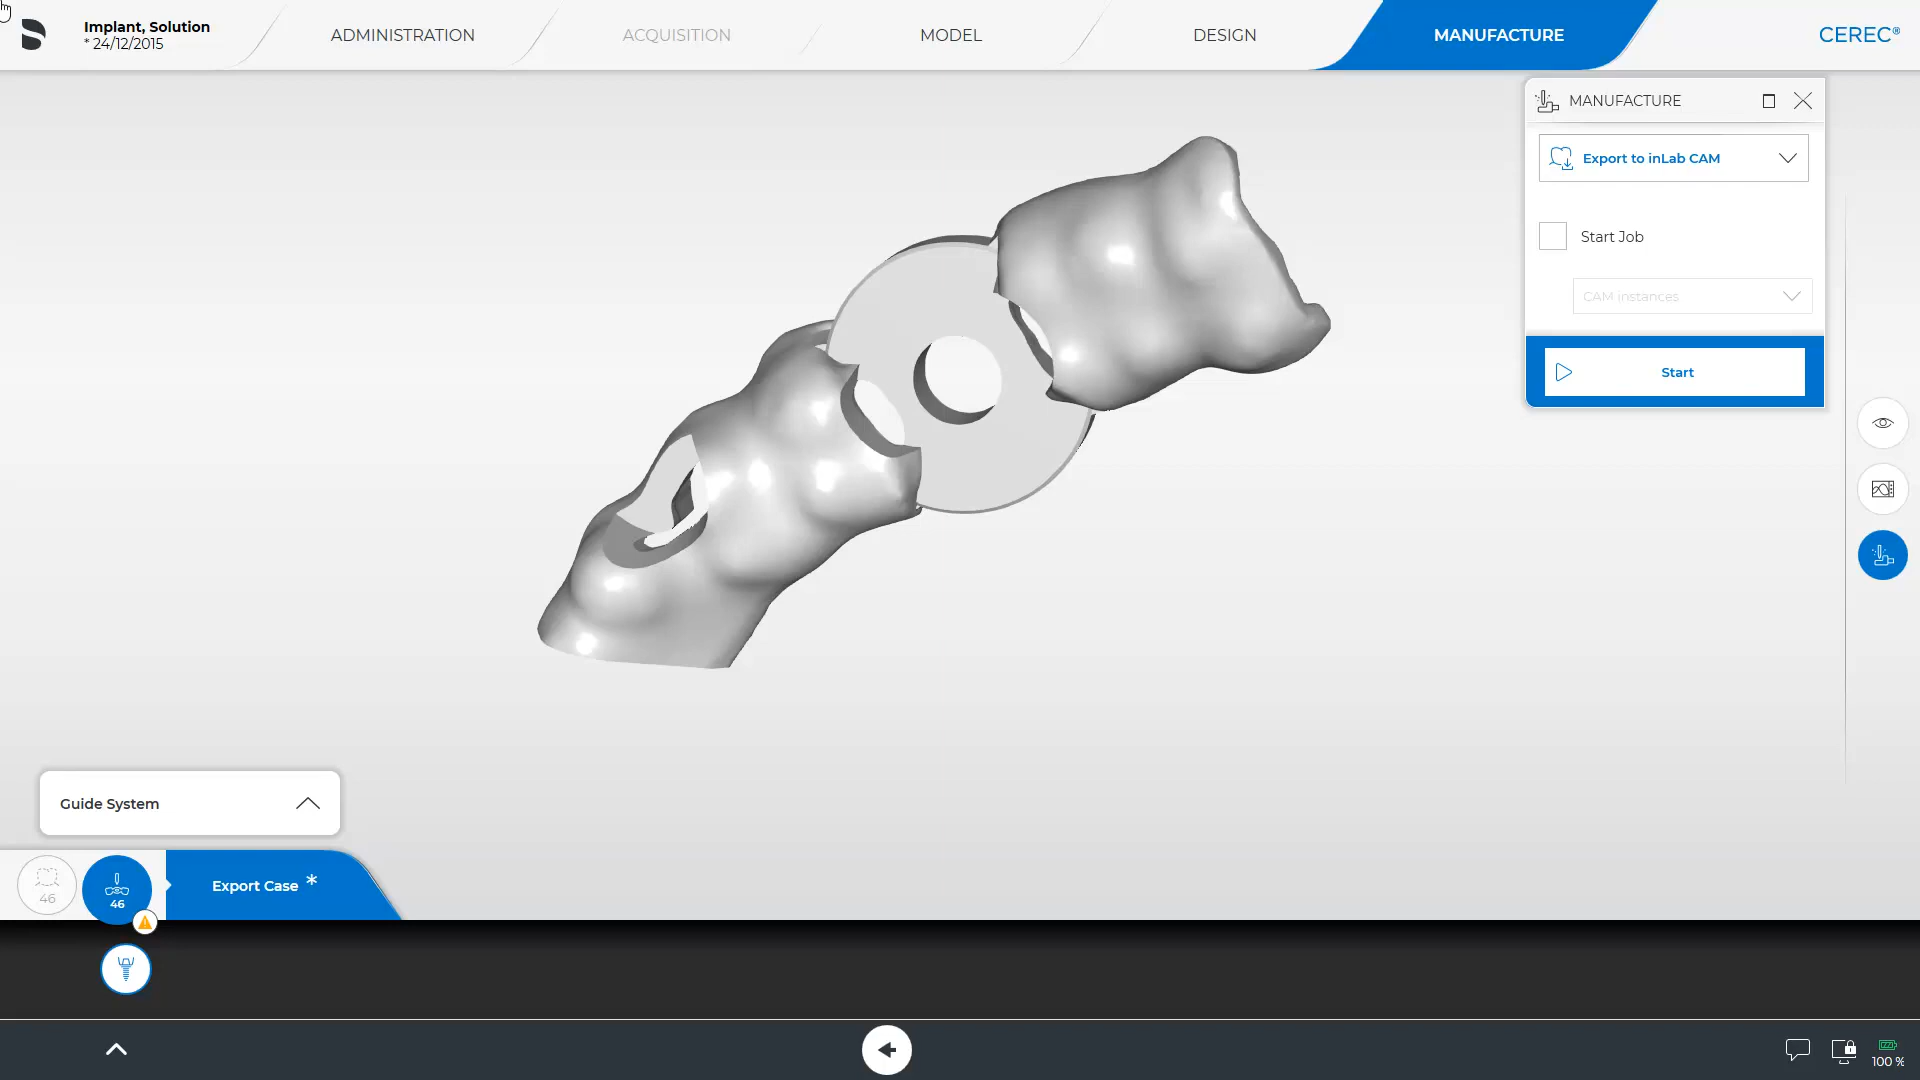 Implant, Solution
* 24/12/2015
ADMINISTRATION
ACQUISITION
MODEL
DESIGN
MANUFACTURE
CEREC®
MANUFACTURE
Export to inLab CAM
Start Job
CAM instances
Start
Guide System
46
46
Export Case *
100 %